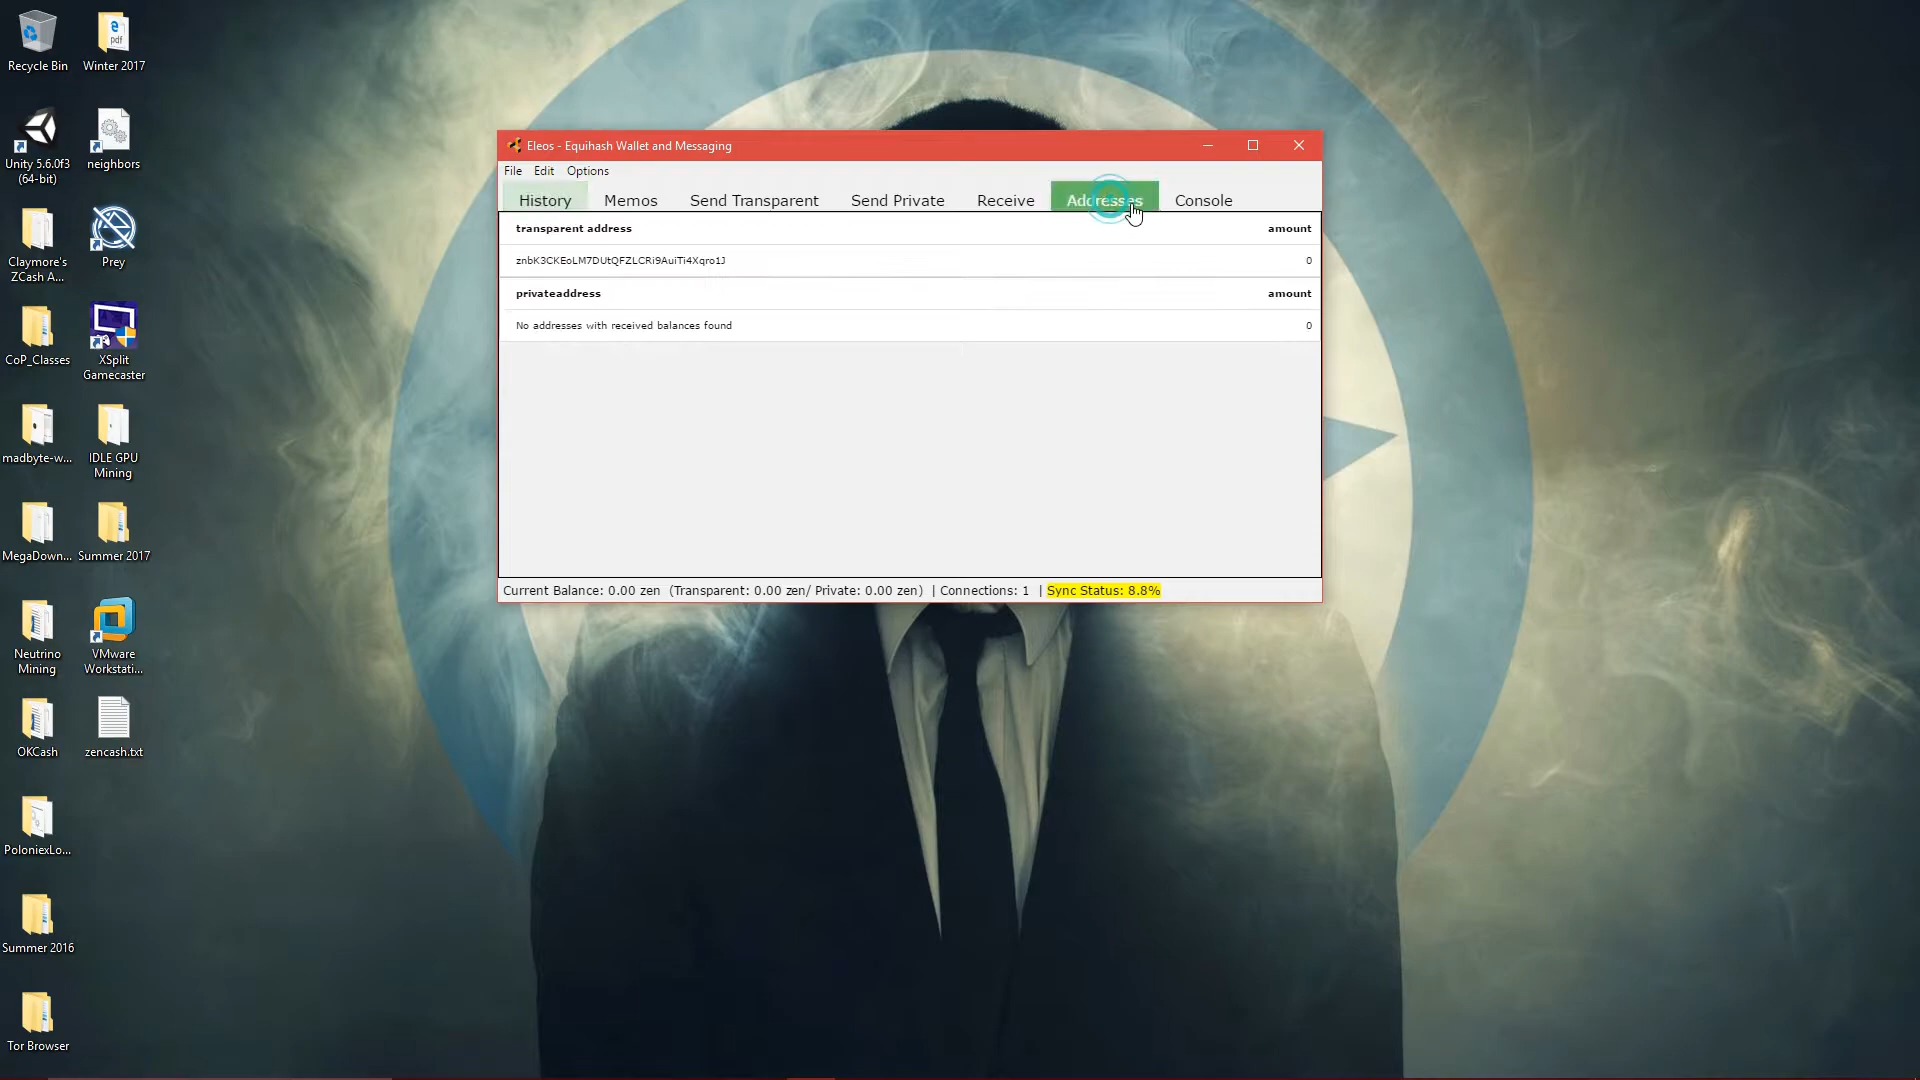 Recycle Bin
Winter 2017
Unity 5.6.0f3
(64-bit)
neighbors
Claymore's
ZCash A...
Prey
CoP_Classes
XSplit
Gamecaster
madbyte-w...
IDLE GPU
Mining
MegaDown...
Summer 2017
Neutrino
Mining
VMware
Workstati...
OKCash
zencash.txt
PoloniexLo...
Summer 2016
Tor Browser
Eleos - Equihash Wallet and Messaging
File Edit Options
History Memos Send Transparent Send Private Receive Addresses Console
transparent address amount
znbK3CKEoLM7DUtQFZLCRi9AuiTi4Xqro1J 0
privateaddress amount
No addresses with received balances found 0
Current Balance: 0.00 zen (Transparent: 0.00 zen/ Private: 0.00 zen) | Connections: 1 | Sync Status: 8.8%